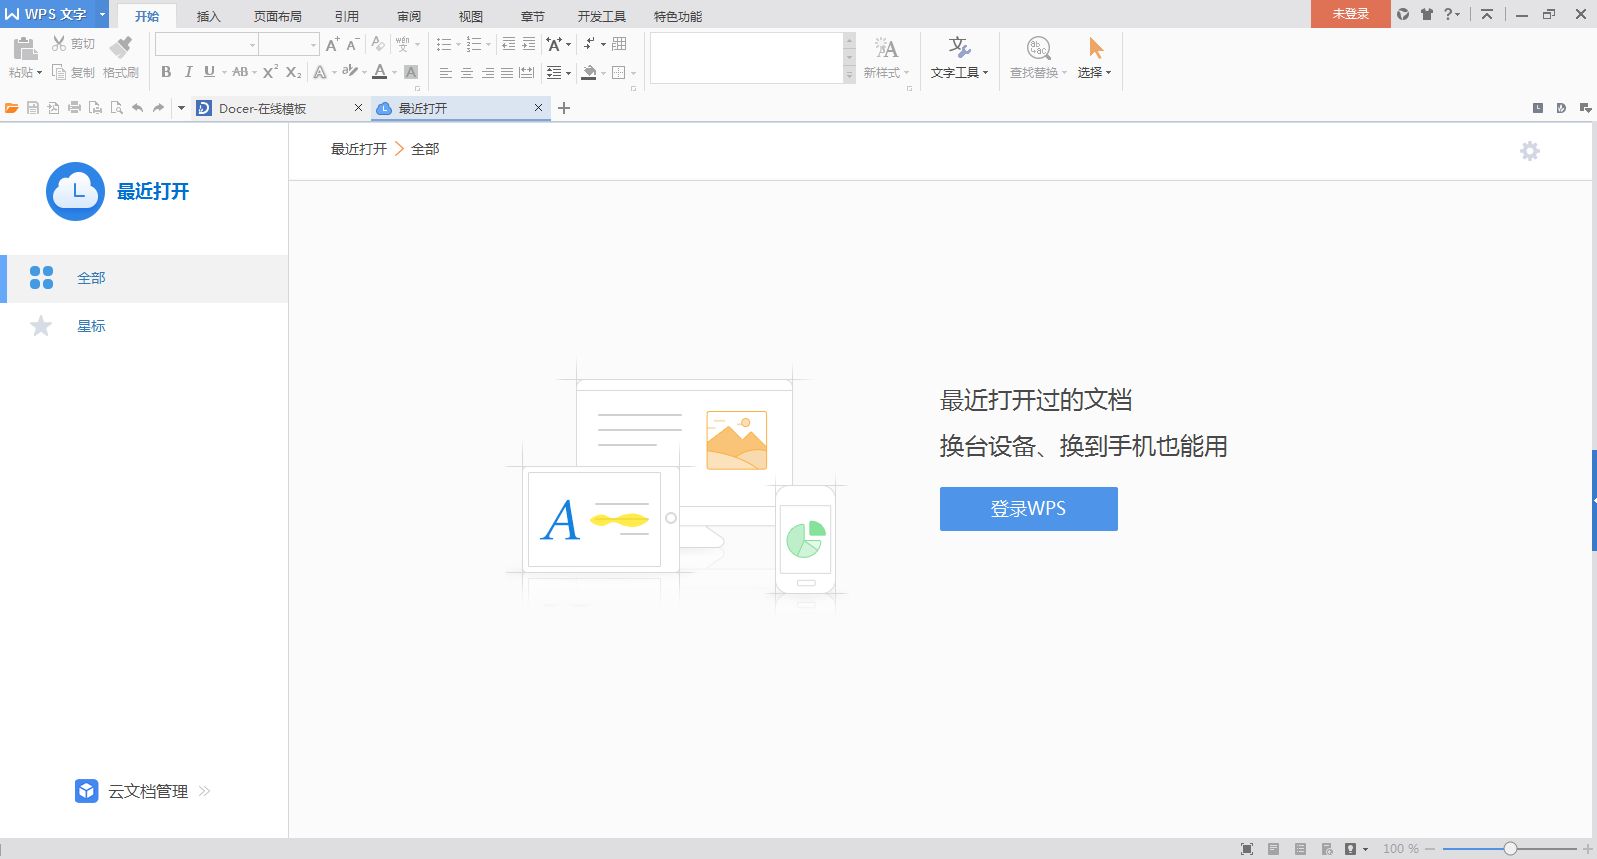 WPS 文字
开始 插入 页面布局 引用 审阅 视图 章节 开发工具 特色功能 未登录
剪切
粘贴 复制 格式刷
新样式 文字工具 查找替换 选择
Docer-在线模板 最近打开
最近打开 全部
最近打开
全部
星标
最近打开过的文档
换台设备、换到手机也能用
登录WPS
云文档管理
100 %